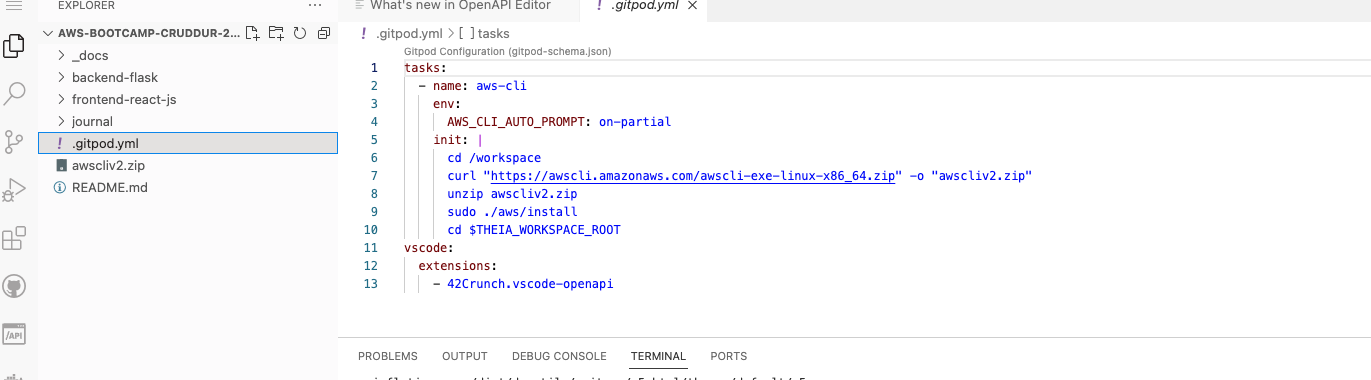 EXPLORER
AWS-BOOTCAMP-CRUDDUR-2...
_docs
backend-flask
frontend-react-js
journal
! .gitpod.yml
awscliv2.zip
README.md
/API
What's new in OpenAPI Editor
! .gitpod.yml
! .gitpod.yml > [ ] tasks
Gitpod Configuration (gitpod-schema.json)
1 tasks:
2 - name: aws-cli
3 env:
4 AWS_CLI_AUTO_PROMPT: on-partial
5 init: |
6 cd /workspace
7 curl "https://awscli.amazonaws.com/awscli-exe-linux-x86_64.zip" -o "awscliv2.zip"
8 unzip awscliv2.zip
9 sudo ./aws/install
10 cd $THEIA_WORKSPACE_ROOT
11 vscode:
12 extensions:
13 - 42Crunch.vscode-openapi
PROBLEMS OUTPUT DEBUG CONSOLE TERMINAL PORTS